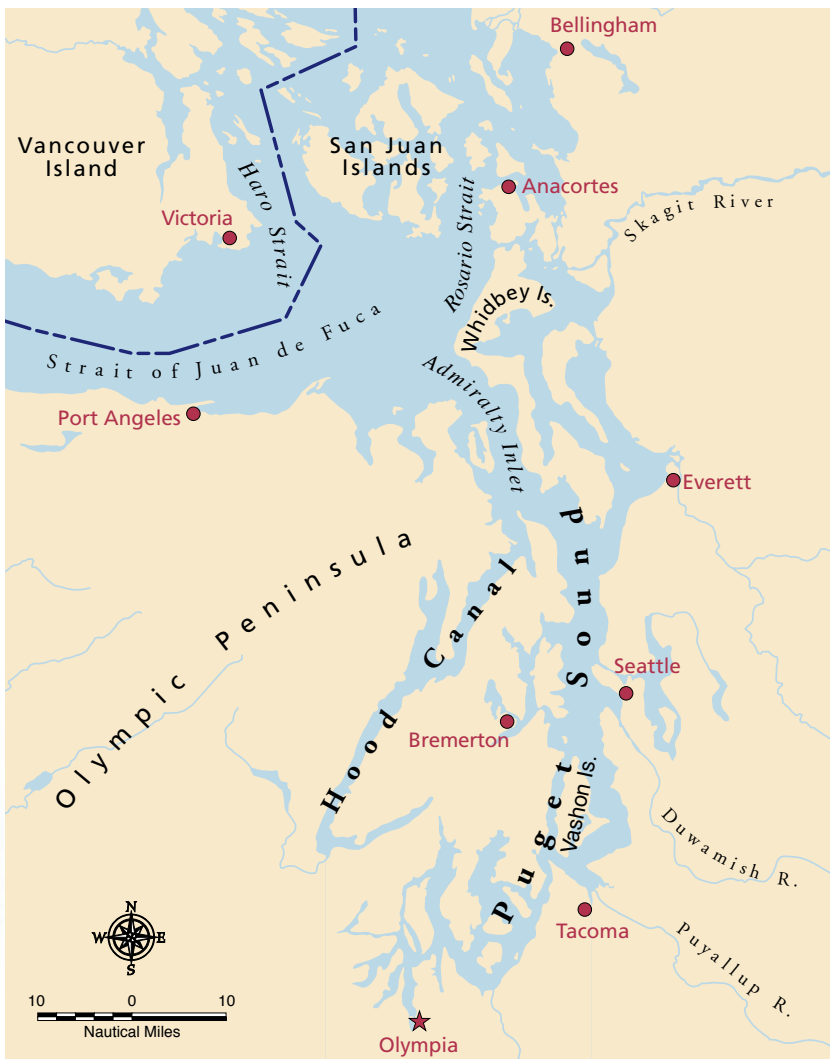 Bellingham
Vancouver
Island
San Juan
Islands
Haro Strait
Anacortes
Victoria
Rosario Strait
Skagit River
Whidbey Is.
Strait of Juan de Fuca
Admiralty Inlet
Port Angeles
Everett
Olympic Peninsula
Hood Canal
Puget Sound
Seattle
Bremerton
Vashon Is.
Duwamish R.
Tacoma
Puyallup R.
N
W E
S
10 0 10
Nautical Miles
Olympia